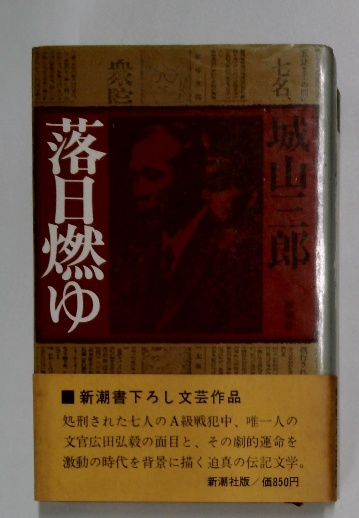 落日燃ゆ
城山三郎
七名、
衆院
■新潮書下ろし文芸作品
処刑された七人のA級戦犯中、唯一人の
文官広田弘毅の面目と、その劇的運命を
激動の時代を背景に描く迫真の伝記文学。
新潮社版／価850円